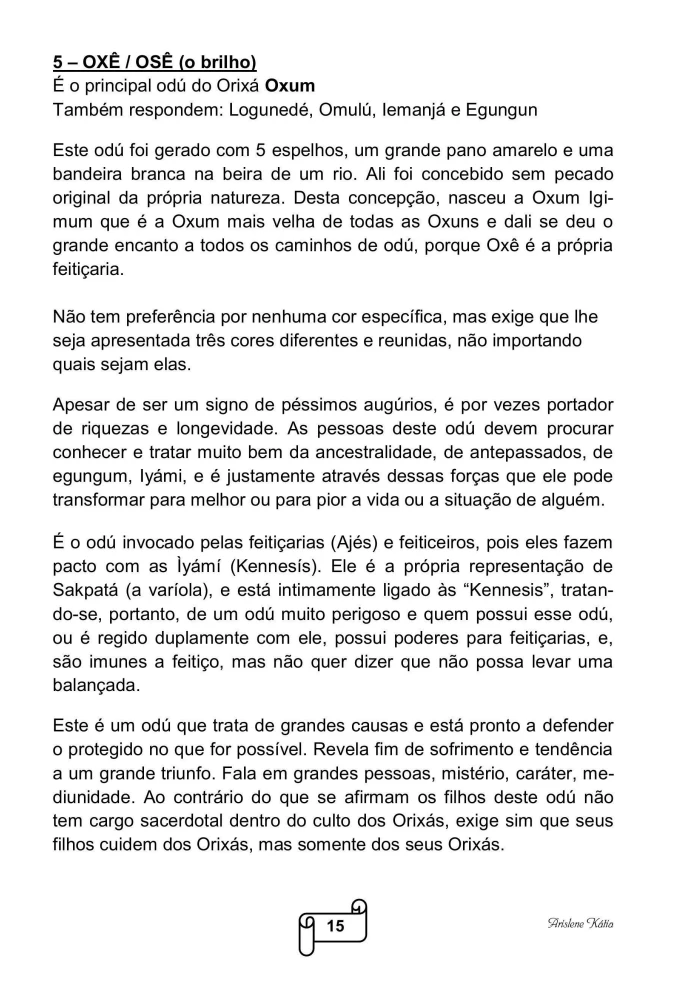 5 – OXÊ / OSÊ (o brilho)
É o principal odú do Orixá Oxum
Também respondem: Logunedé, Omulú, Iemanjá e Egungun
Este odú foi gerado com 5 espelhos, um grande pano amarelo e uma
bandeira branca na beira de um rio. Ali foi concebido sem pecado
original da própria natureza. Desta concepção, nasceu a Oxum Igi-
mum que é a Oxum mais velha de todas as Oxuns e dali se deu o
grande encanto a todos os caminhos de odú, porque Oxê é a própria
feitiçaria.
Não tem preferência por nenhuma cor específica, mas exige que lhe
seja apresentada três cores diferentes e reunidas, não importando
quais sejam elas.
Apesar de ser um signo de péssimos augúrios, é por vezes portador
de riquezas e longevidade. As pessoas deste odú devem procurar
conhecer e tratar muito bem da ancestralidade, de antepassados, de
egungum, Iyámi, e é justamente através dessas forças que ele pode
transformar para melhor ou para pior a vida ou a situação de alguém.
É o odú invocado pelas feitiçarias (Ajés) e feiticeiros, pois eles fazem
pacto com as Ìyámí (Kennesís). Ele é a própria representação de
Sakpatá (a varíola), e está intimamente ligado às “Kennesis”, tratan-
do-se, portanto, de um odú muito perigoso e quem possui esse odú,
ou é regido duplamente com ele, possui poderes para feitiçarias, e,
são imunes a feitiço, mas não quer dizer que não possa levar uma
balançada.
Este é um odú que trata de grandes causas e está pronto a defender
o protegido no que for possível. Revela fim de sofrimento e tendência
a um grande triunfo. Fala em grandes pessoas, mistério, caráter, me-
diunidade. Ao contrário do que se afirmam os filhos deste odú não
tem cargo sacerdotal dentro do culto dos Orixás, exige sim que seus
filhos cuidem dos Orixás, mas somente dos seus Orixás.
15
Arislene Kátia